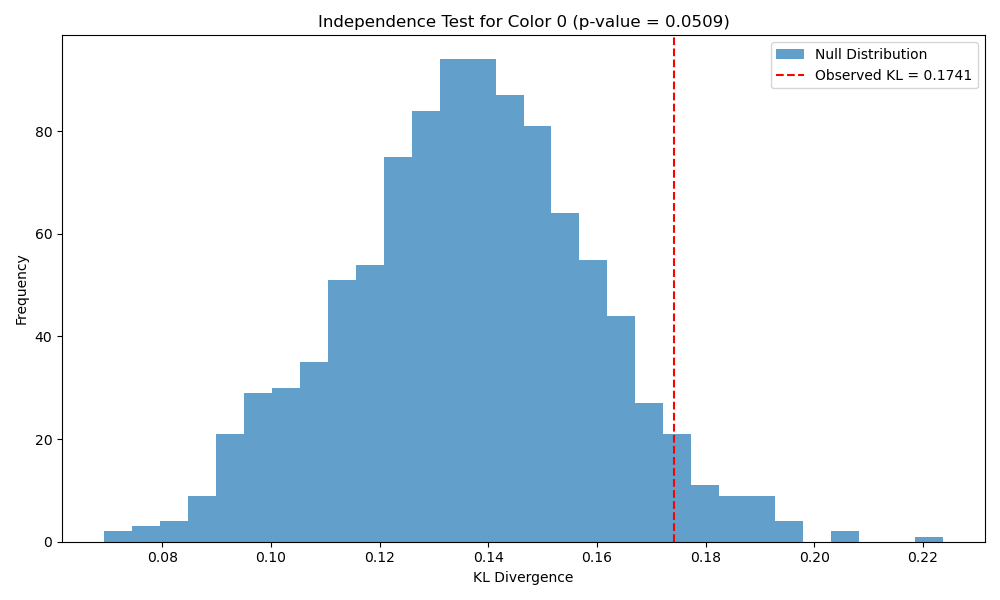 Independence Test for Color 0 (p-value = 0.0509)
Null Distribution
Observed KL = 0.1741
Frequency
80
60
40
20
0
0.08 0.10 0.12 0.14 0.16 0.18 0.20 0.22
KL Divergence